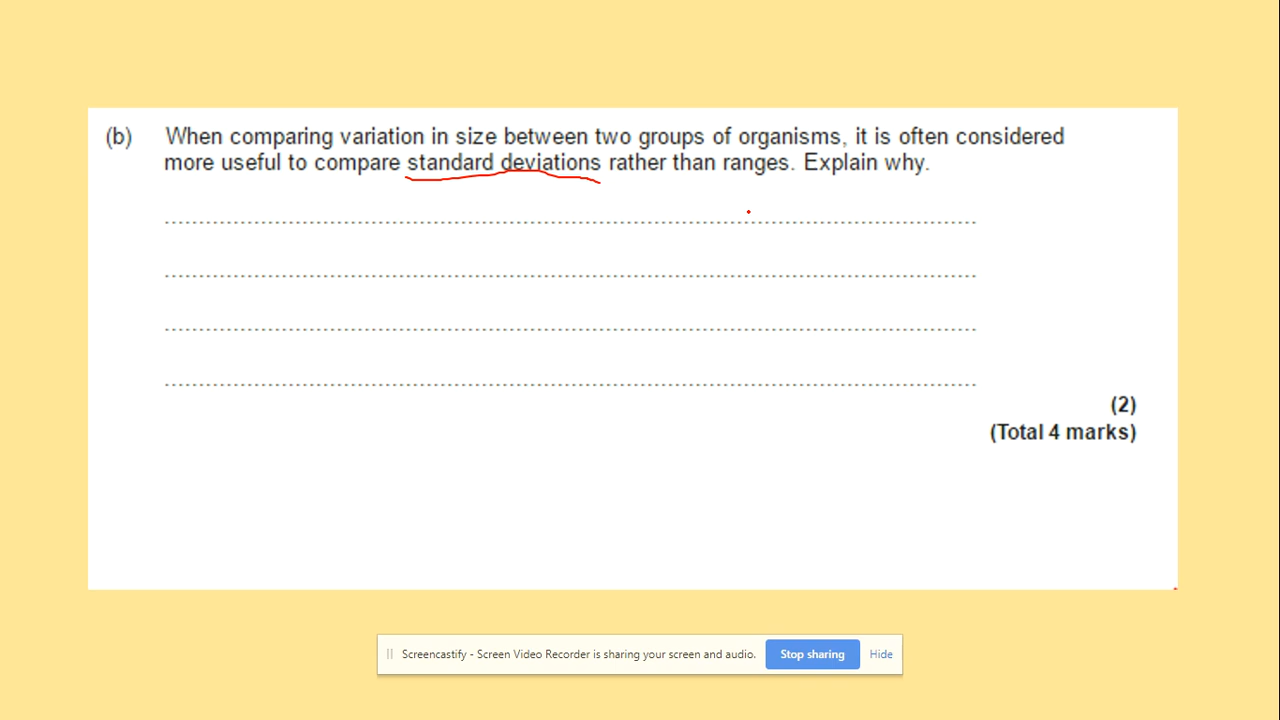 (b) When comparing variation in size between two groups of organisms, it is often considered
more useful to compare standard deviations rather than ranges. Explain why.
(2)
(Total 4 marks)
Screencastify - Screen Video Recorder is sharing your screen and audio. Stop sharing Hide